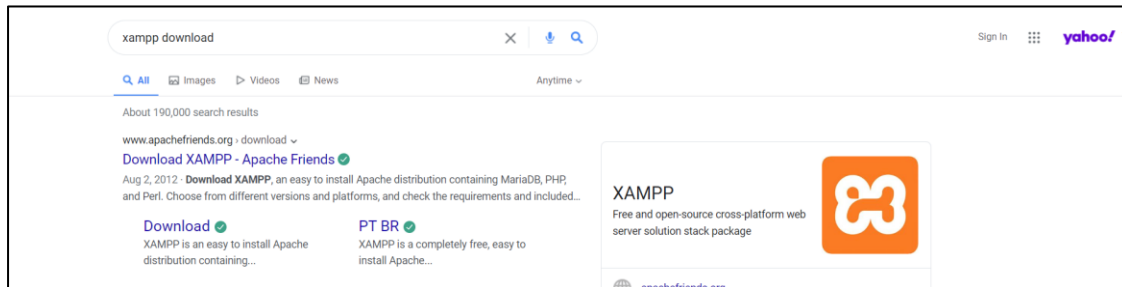 xampp download
Sign In
yahoo!
All
Images
Videos
News
Anytime
About 190,000 search results
www.apachefriends.org › download
Download XAMPP - Apache Friends
Aug 2, 2012 · Download XAMPP, an easy to install Apache distribution containing MariaDB, PHP,
and Perl. Choose from different versions and platforms, and check the requirements and included...
Download
XAMPP is an easy to install Apache
distribution containing...
PT BR
XAMPP is a completely free, easy to
install Apache...
XAMPP
Free and open-source cross-platform web
server solution stack package
apachefriends.org